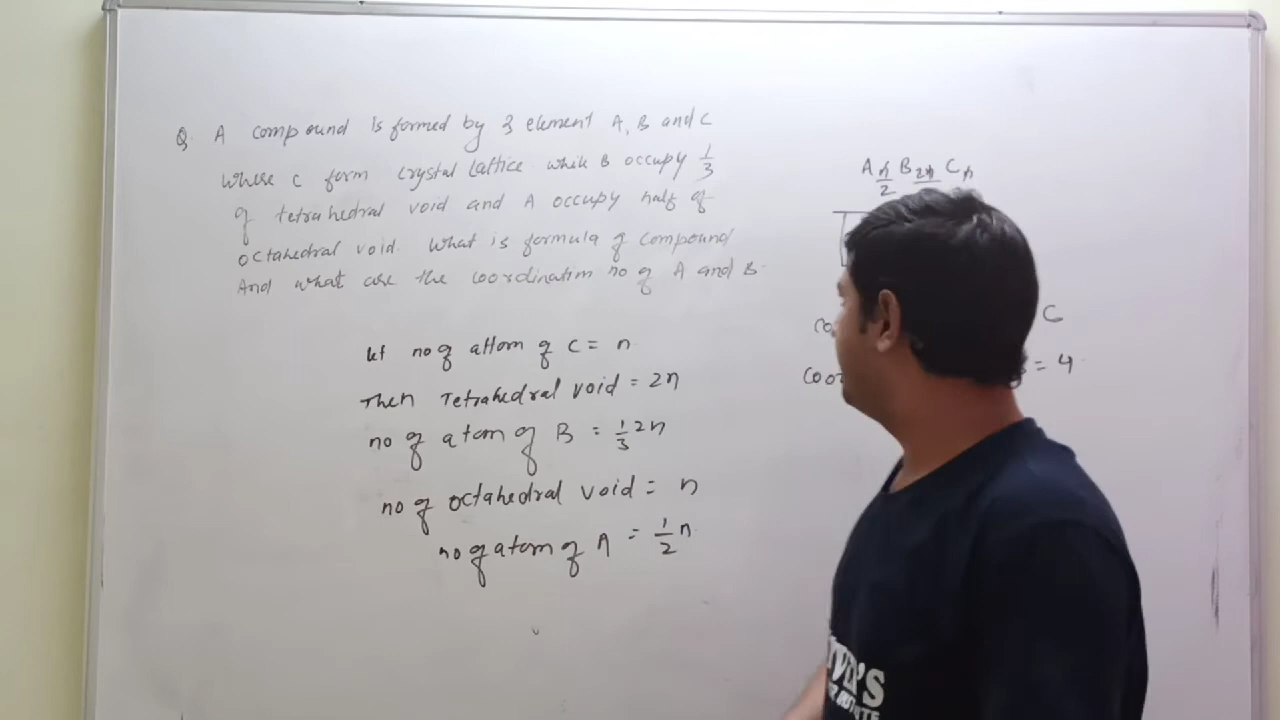 Q. A compound is formed by 3 element A, B and C
Where C form crystal lattice while B occupy 1/3
of tetrahedral void and A occupy half of
octahedral void. What is formula of compound
And what are the coordination no of A and B.
let no of attom of C = n
Then Tetrahedral void = 2n
no of atom of B = 1/3 2n
no of octahedral void = n
no of atom of A = 1/2 n
A n/2 B 2n C n
C
= 4